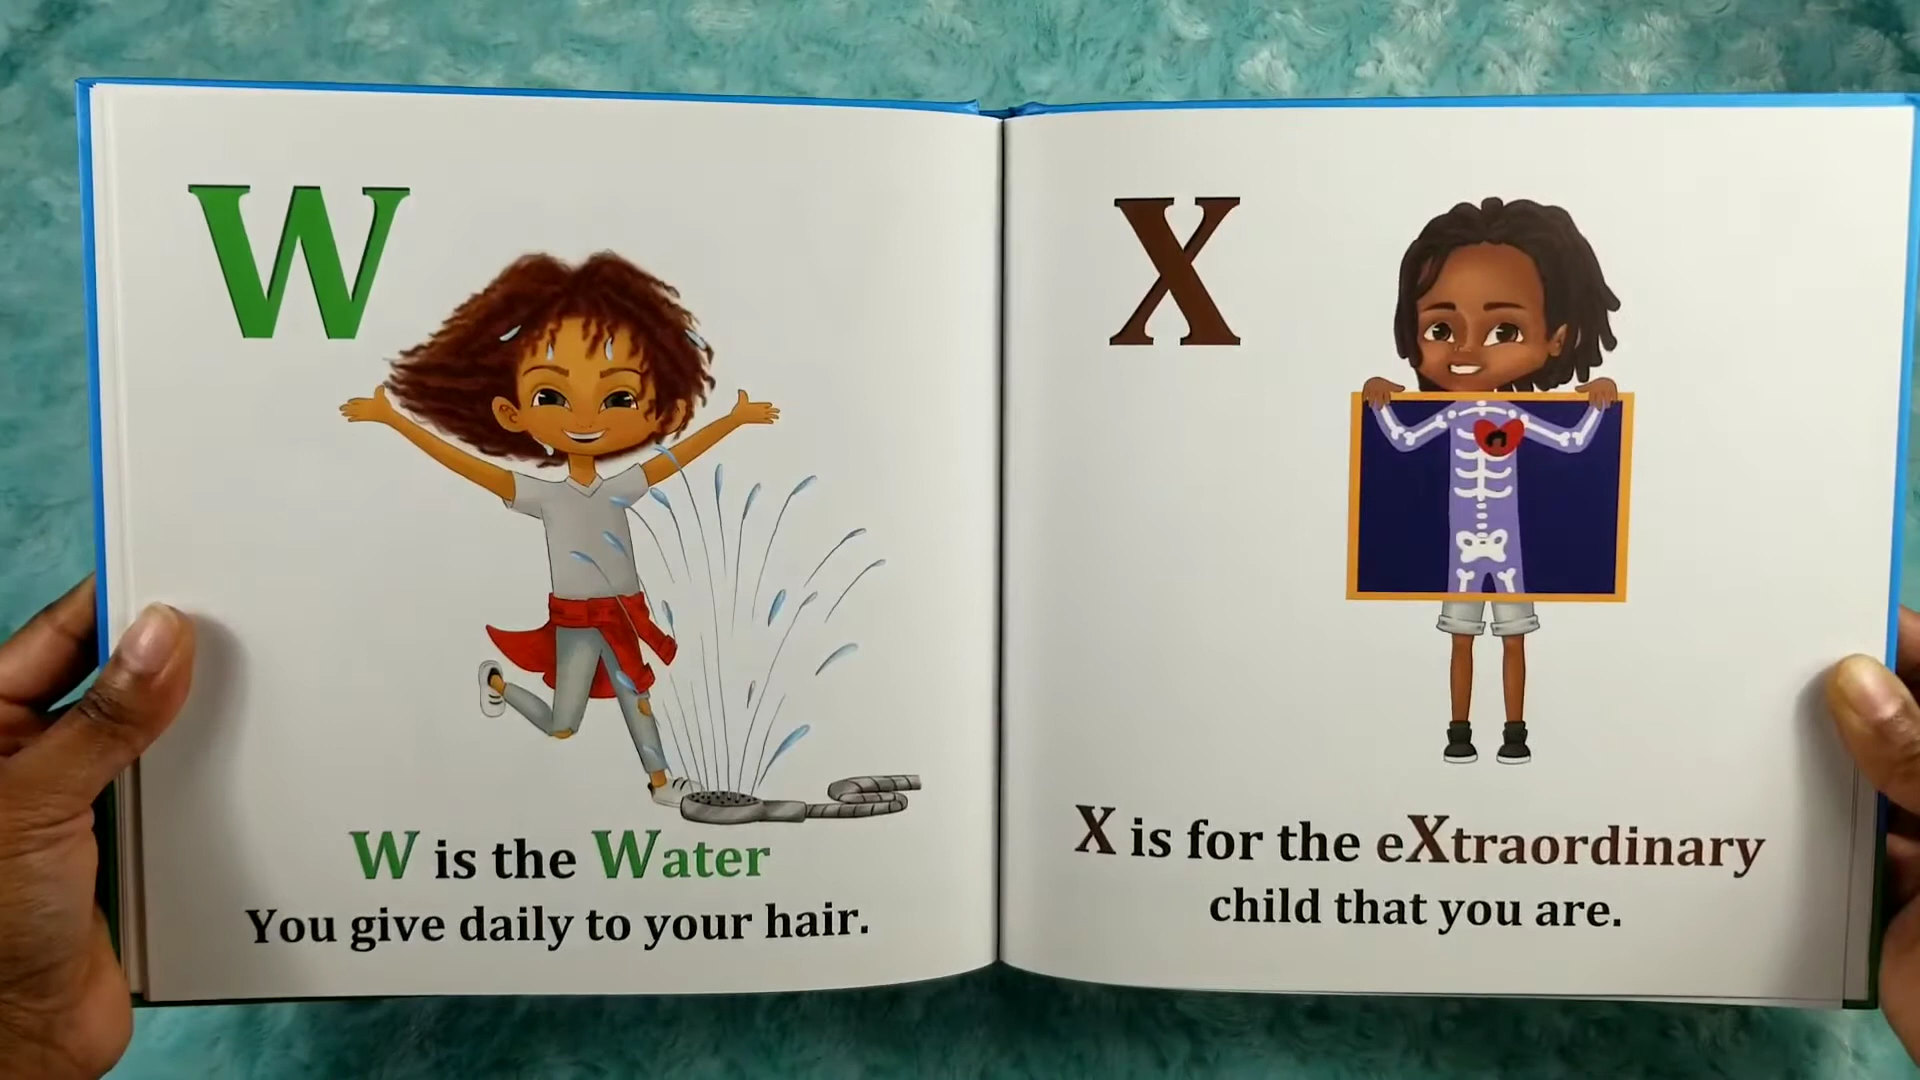 W
W is the Water
You give daily to your hair.
X
X is for the eXtraordinary
child that you are.